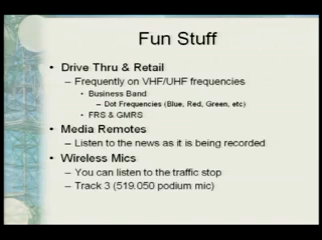 Fun Stuff
• Drive Thru & Retail
– Frequently on VHF/UHF frequencies
• Business Band
– Dot Frequencies (Blue, Red, Green, etc)
• FRS & GMRS
• Media Remotes
– Listen to the news as it is being recorded
• Wireless Mics
– You can listen to the traffic stop
– Track 3 (519.050 podium mic)